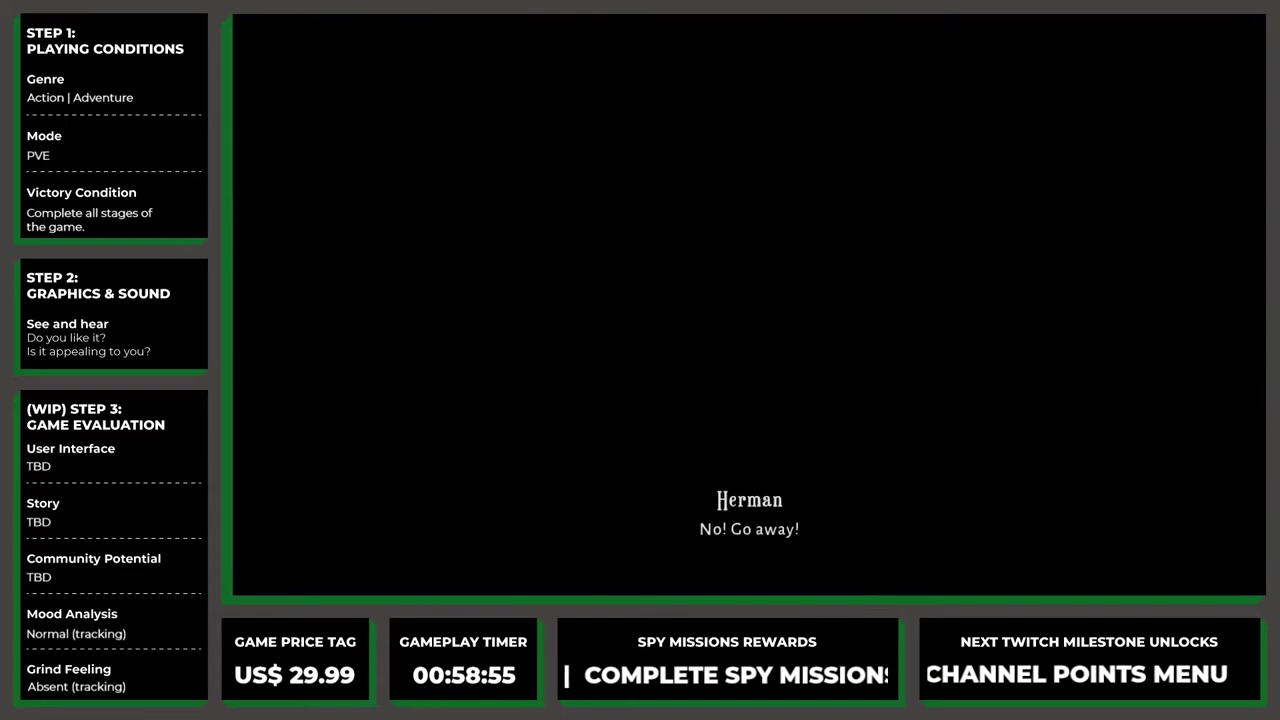 STEP 1:
PLAYING CONDITIONS
Genre
Action | Adventure
Mode
PVE
Victory Condition
Complete all stages of
the game.
STEP 2:
GRAPHICS & SOUND
See and hear
Do you like it?
Is it appealing to you?
(WIP) STEP 3:
GAME EVALUATION
User Interface
TBD
Story
TBD
Community Potential
TBD
Mood Analysis
Normal (tracking)
Grind Feeling
Absent (tracking)
Herman
No! Go away!
GAME PRICE TAG
US$ 29.99
GAMEPLAY TIMER
00:58:55
SPY MISSIONS REWARDS
| COMPLETE SPY MISSIONS
NEXT TWITCH MILESTONE UNLOCKS
CHANNEL POINTS MENU